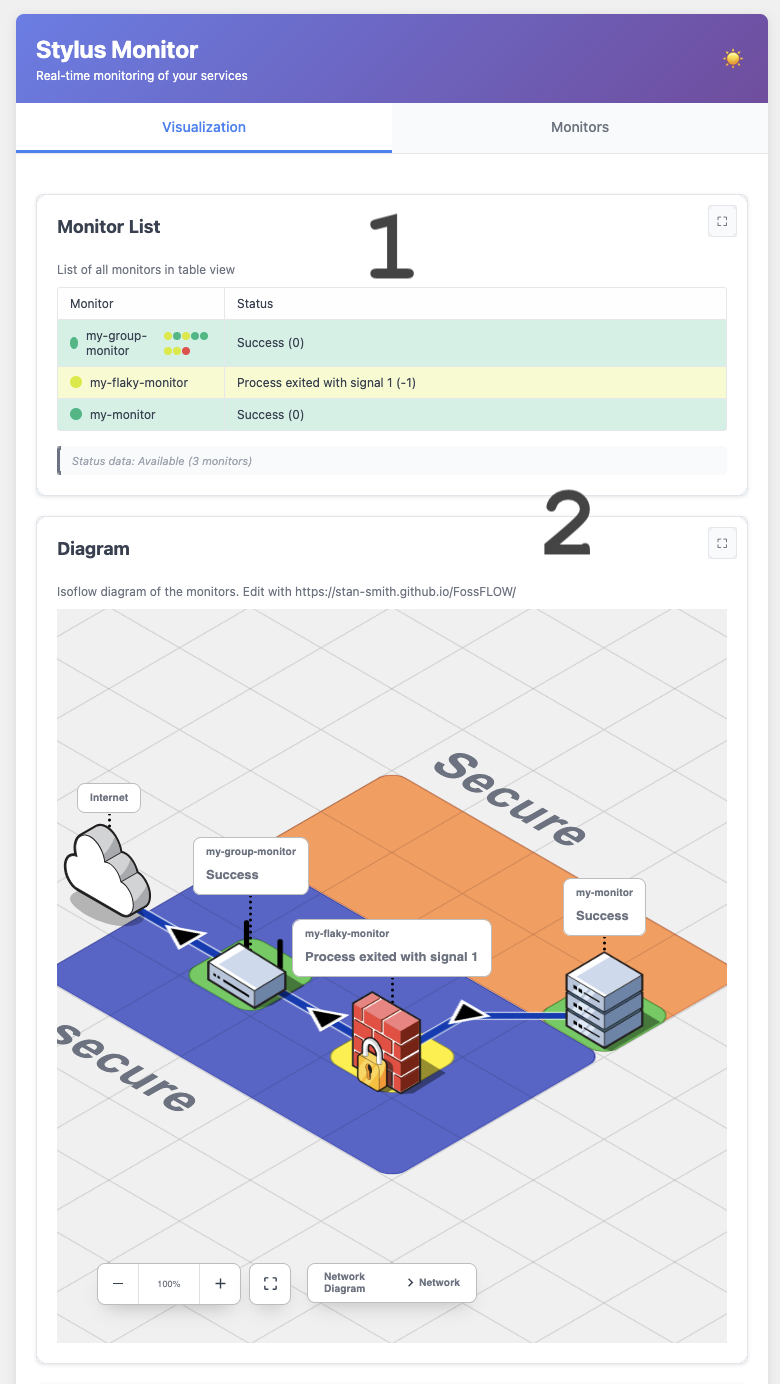 Stylus Monitor
Real-time monitoring of your services
Visualization
Monitors
Monitor List
1
List of all monitors in table view
Monitor
Status
my-group-
monitor
Success (0)
my-flaky-monitor
Process exited with signal 1 (-1)
my-monitor
Success (0)
Status data: Available (3 monitors)
2
Diagram
Isoflow diagram of the monitors. Edit with https://stan-smith.github.io/FossFLOW/
Secure
Internet
my-group-monitor
Success
my-monitor
Success
my-flaky-monitor
Process exited with signal 1
secure
100%
Network
Diagram
Network